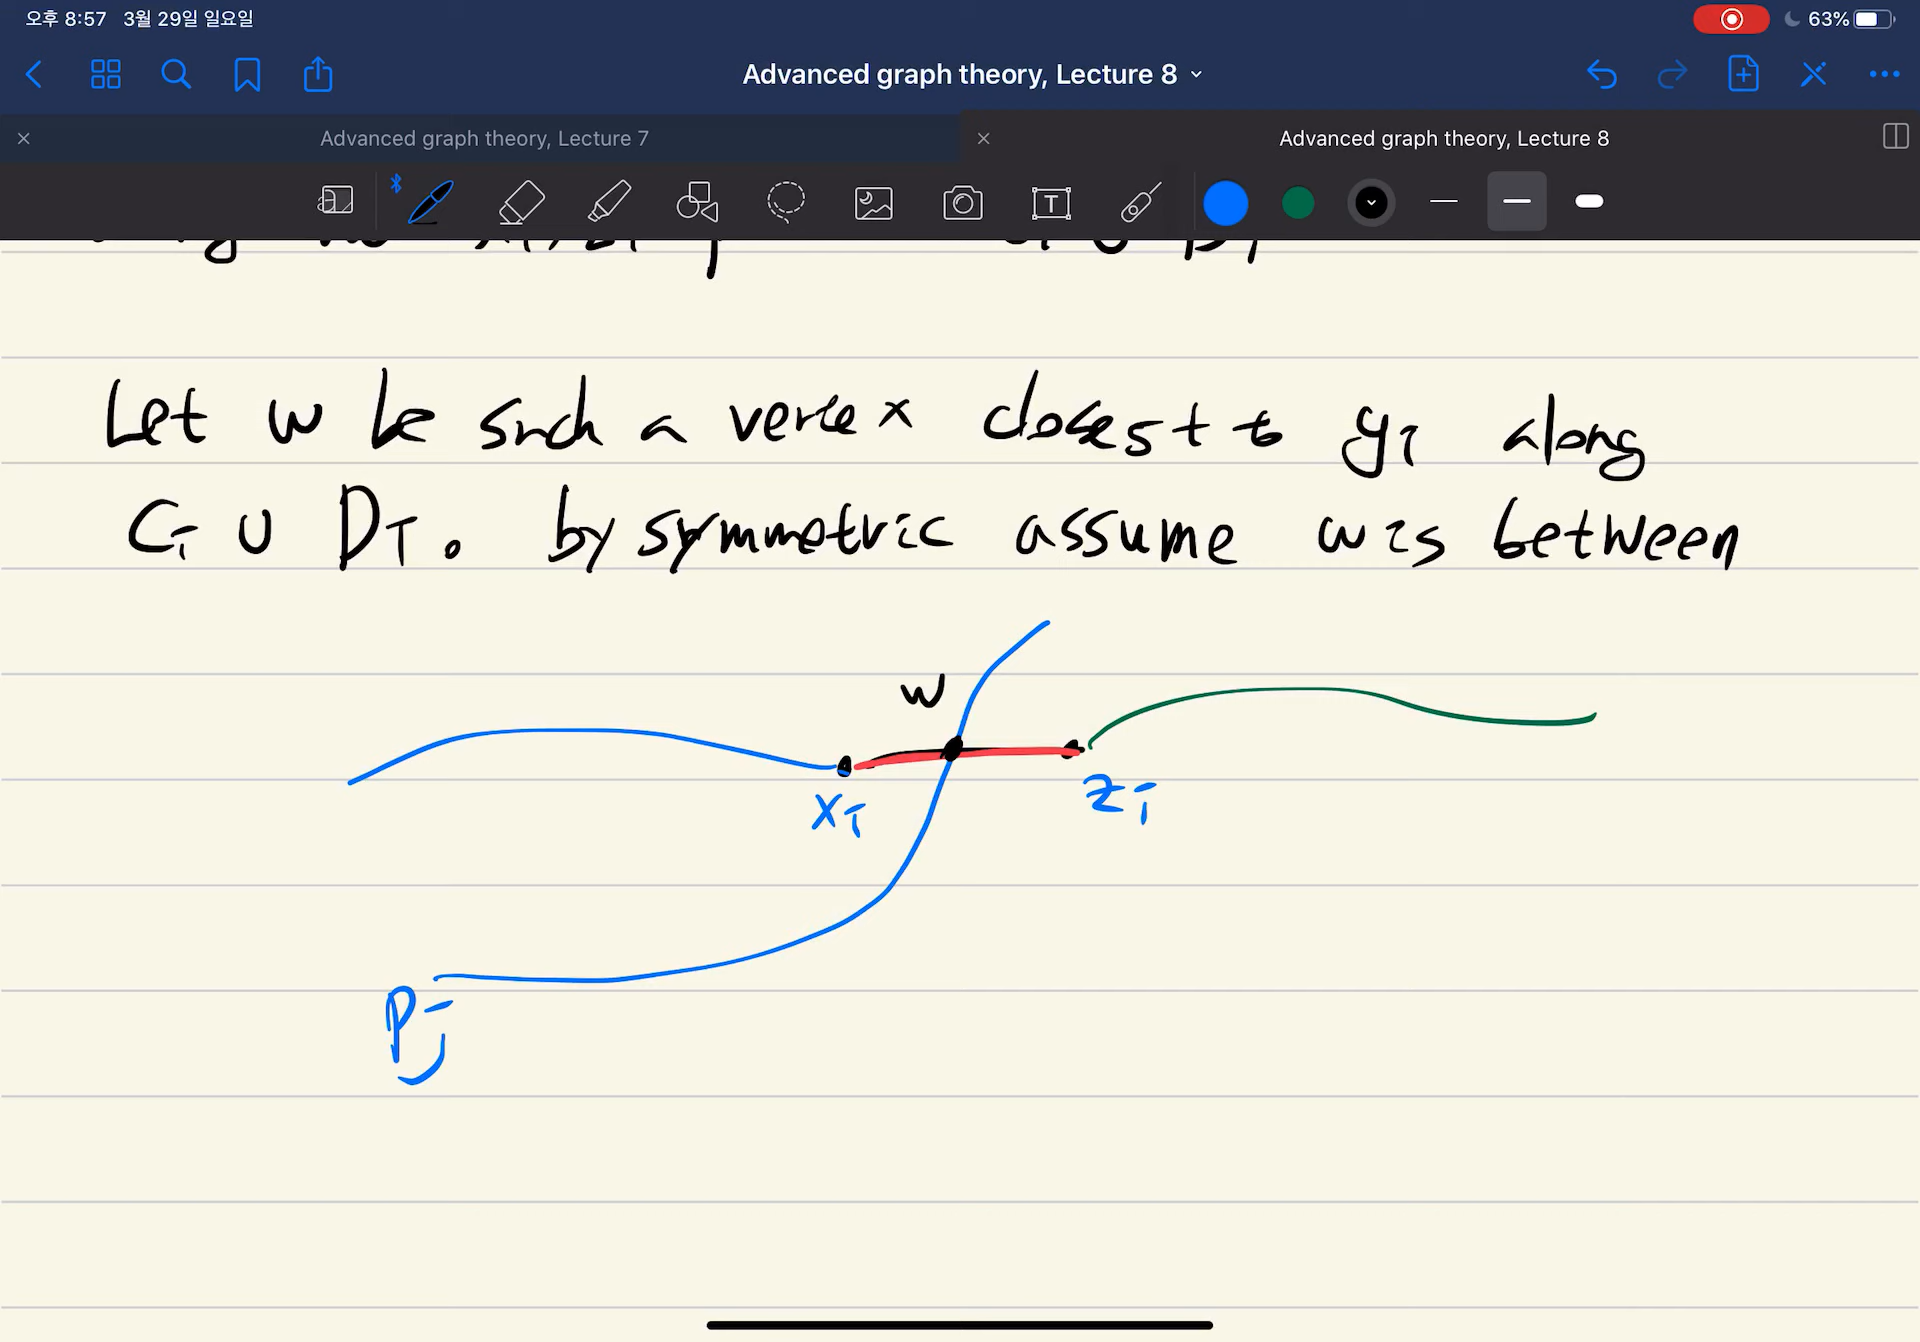 오후 8:57 3월 29일 일요일 63%
Advanced graph theory, Lecture 8
Advanced graph theory, Lecture 7 Advanced graph theory, Lecture 8
Let w be such a vertex closest to yᵢ along
Cᵢ ∪ Dᵢ. by symmetric assume w is between
w
xᵢ zᵢ
Pⱼ